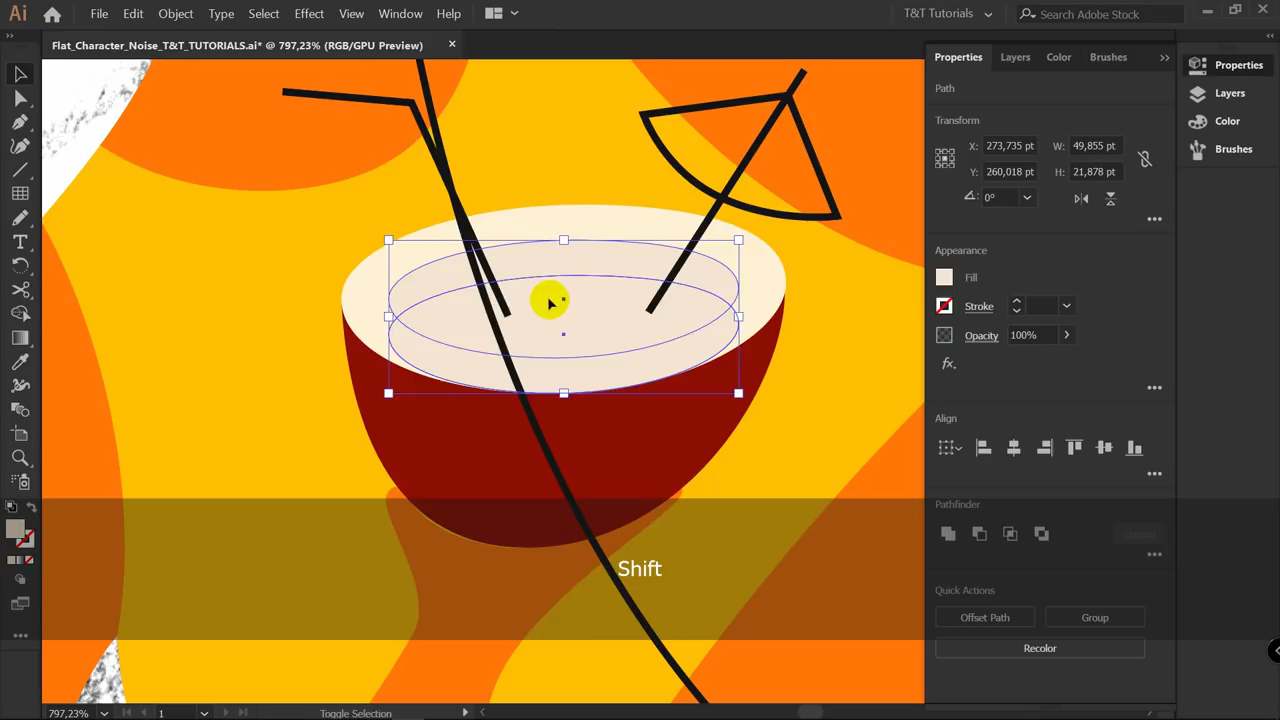 Ai File Edit Object Type Select Effect View Window Help T&T Tutorials Search Adobe Stock
Flat_Character_Noise_T&T_TUTORIALS.ai* @ 797,23% (RGB/GPU Preview)
Properties Layers Color Brushes
Path
Transform
X: 273,735 pt W: 49,855 pt
Y: 260,018 pt H: 21,878 pt
0°
Appearance
Fill
Stroke
Opacity 100%
fx.
Align
Pathfinder
Quick Actions
Offset Path Group
Recolor
Properties
Layers
Color
Brushes
Shift
797,23% 1 Toggle Selection